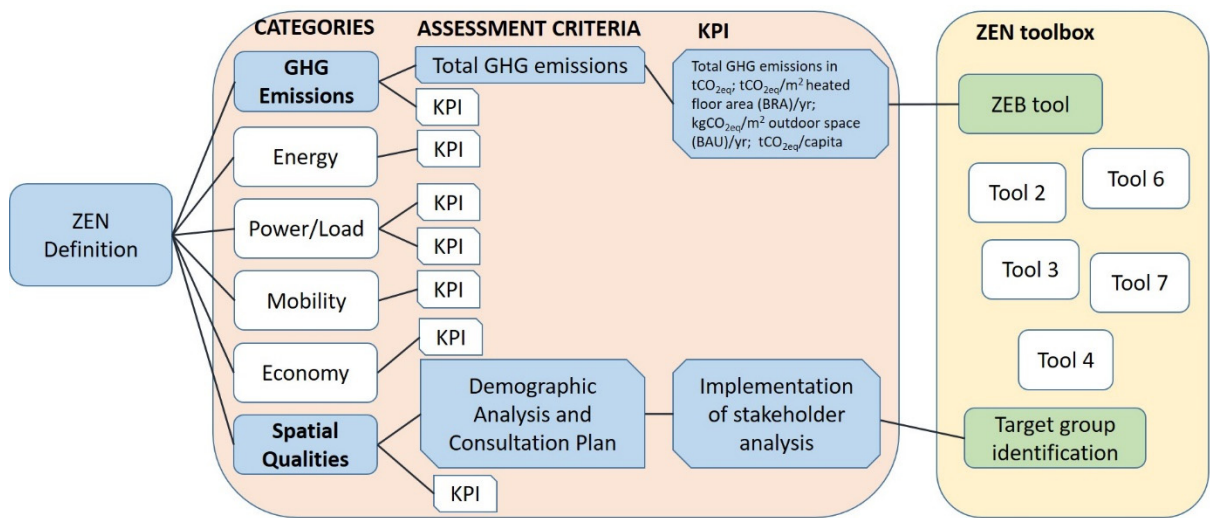 CATEGORIES
ASSESSMENT CRITERIA
KPI
ZEN toolbox
ZEN
Definition
GHG
Emissions
Total GHG emissions
KPI
Total GHG emissions in
tCO2eq; tCO2eq/m² heated
floor area (BRA)/yr;
kgCO2eq/m² outdoor space
(BAU)/yr; tCO2eq/capita
ZEB tool
Energy
KPI
Power/Load
KPI
KPI
Mobility
KPI
Economy
KPI
Spatial
Qualities
Demographic
Analysis and
Consultation Plan
KPI
Implementation
of stakeholder
analysis
Tool 2
Tool 6
Tool 3
Tool 7
Tool 4
Target group
identification